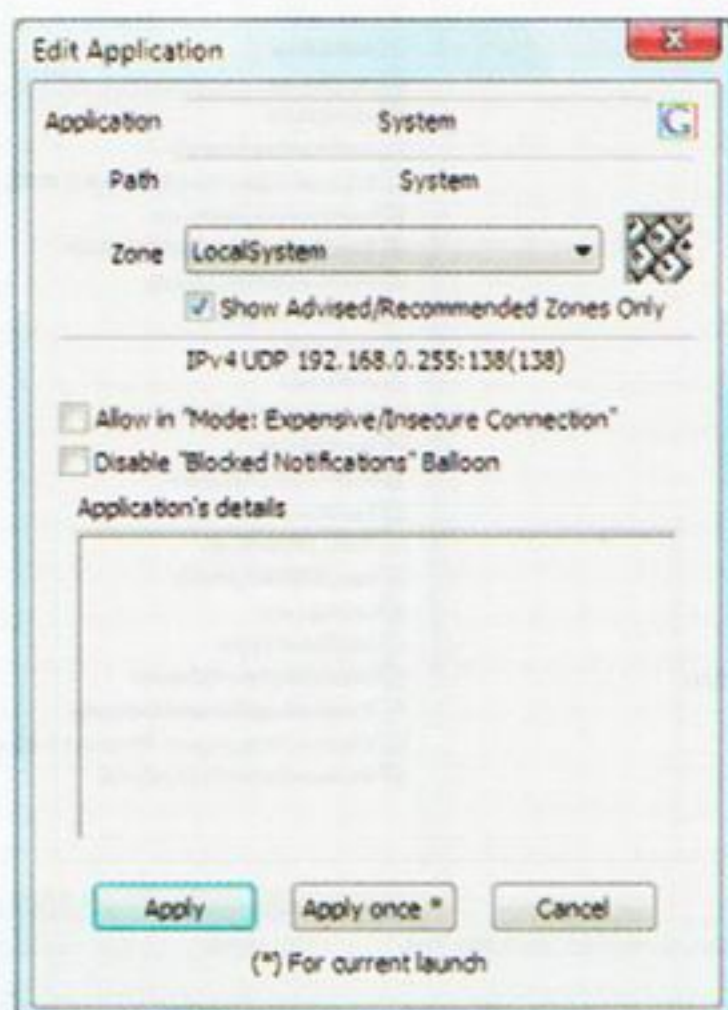 Edit Application
Application System
Path System
Zone LocalSystem
Show Advised/Recommended Zones Only
IPv4 UDP 192.168.0.255:138(138)
Allow in "Mode: Expensive/Insecure Connection"
Disable "Blocked Notifications" Balloon
Application's details
Apply Apply once * Cancel
(*) For current launch